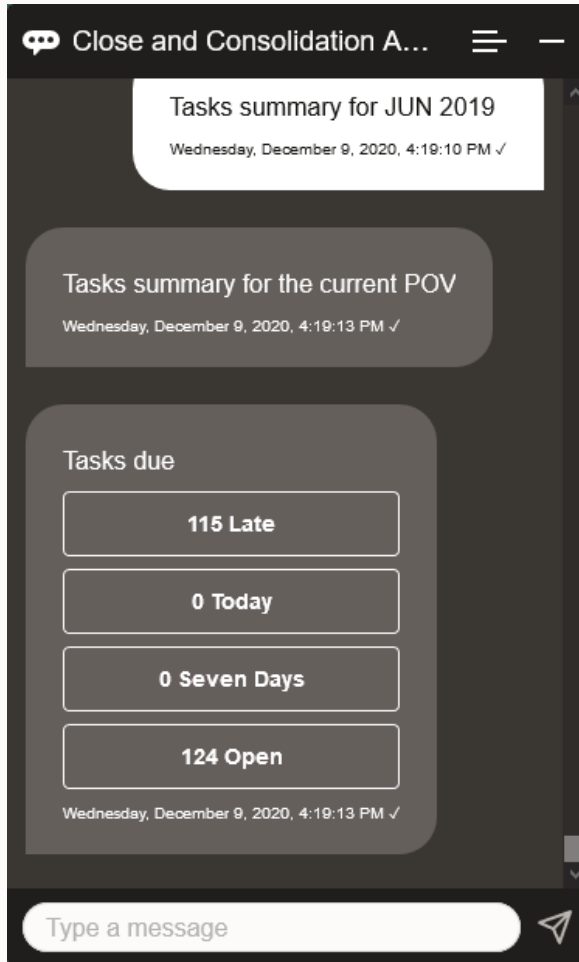 Close and Consolidation A...
Tasks summary for JUN 2019
Wednesday, December 9, 2020, 4:19:10 PM ✓
Tasks summary for the current POV
Wednesday, December 9, 2020, 4:19:13 PM ✓
Tasks due
115 Late
0 Today
0 Seven Days
124 Open
Wednesday, December 9, 2020, 4:19:13 PM ✓
Type a message